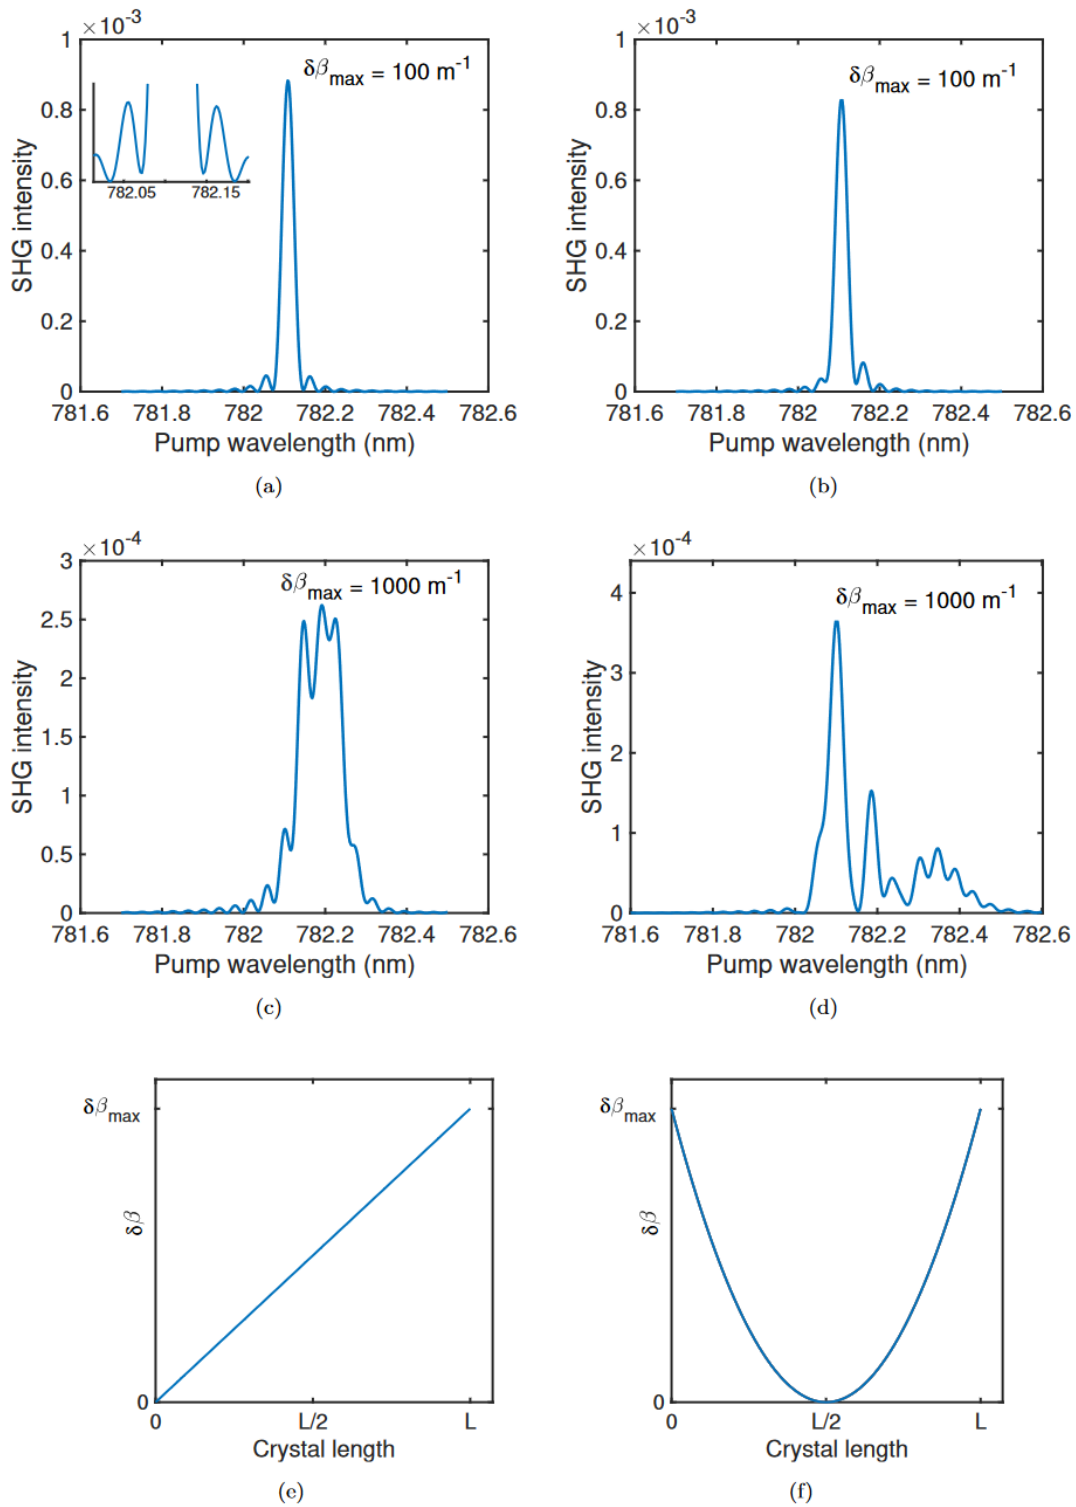 ×10⁻³
δβmax = 100 m⁻¹
SHG intensity
1
0.8
0.6
0.4
0.2
0
782.05 782.15
781.6 781.8 782 782.2 782.4 782.6
Pump wavelength (nm)
(a)
×10⁻³
δβmax = 100 m⁻¹
SHG intensity
1
0.8
0.6
0.4
0.2
0
781.6 781.8 782 782.2 782.4 782.6
Pump wavelength (nm)
(b)
×10⁻⁴
δβmax = 1000 m⁻¹
SHG intensity
3
2.5
2
1.5
1
0.5
0
781.6 781.8 782 782.2 782.4 782.6
Pump wavelength (nm)
(c)
×10⁻⁴
δβmax = 1000 m⁻¹
SHG intensity
4
3
2
1
0
781.6 781.8 782 782.2 782.4 782.6
Pump wavelength (nm)
(d)
δβmax
δβ
0
0 L/2 L
Crystal length
(e)
δβmax
δβ
0
0 L/2 L
Crystal length
(f)